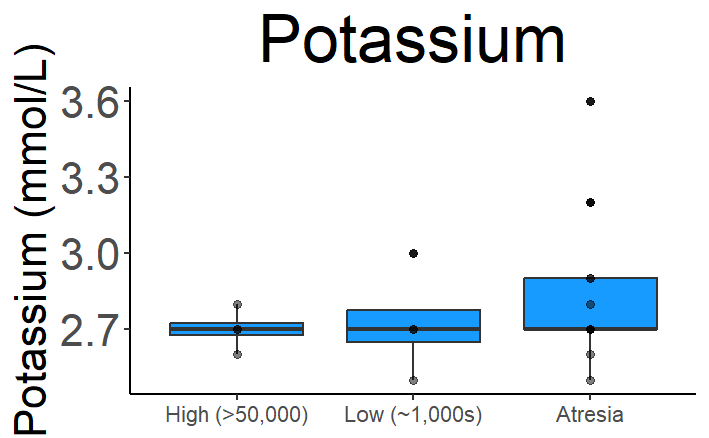 Potassium
Potassium (mmol/L)
3.6
3.3
3.0
2.7
High (>50,000)
Low (~1,000s)
Atresia